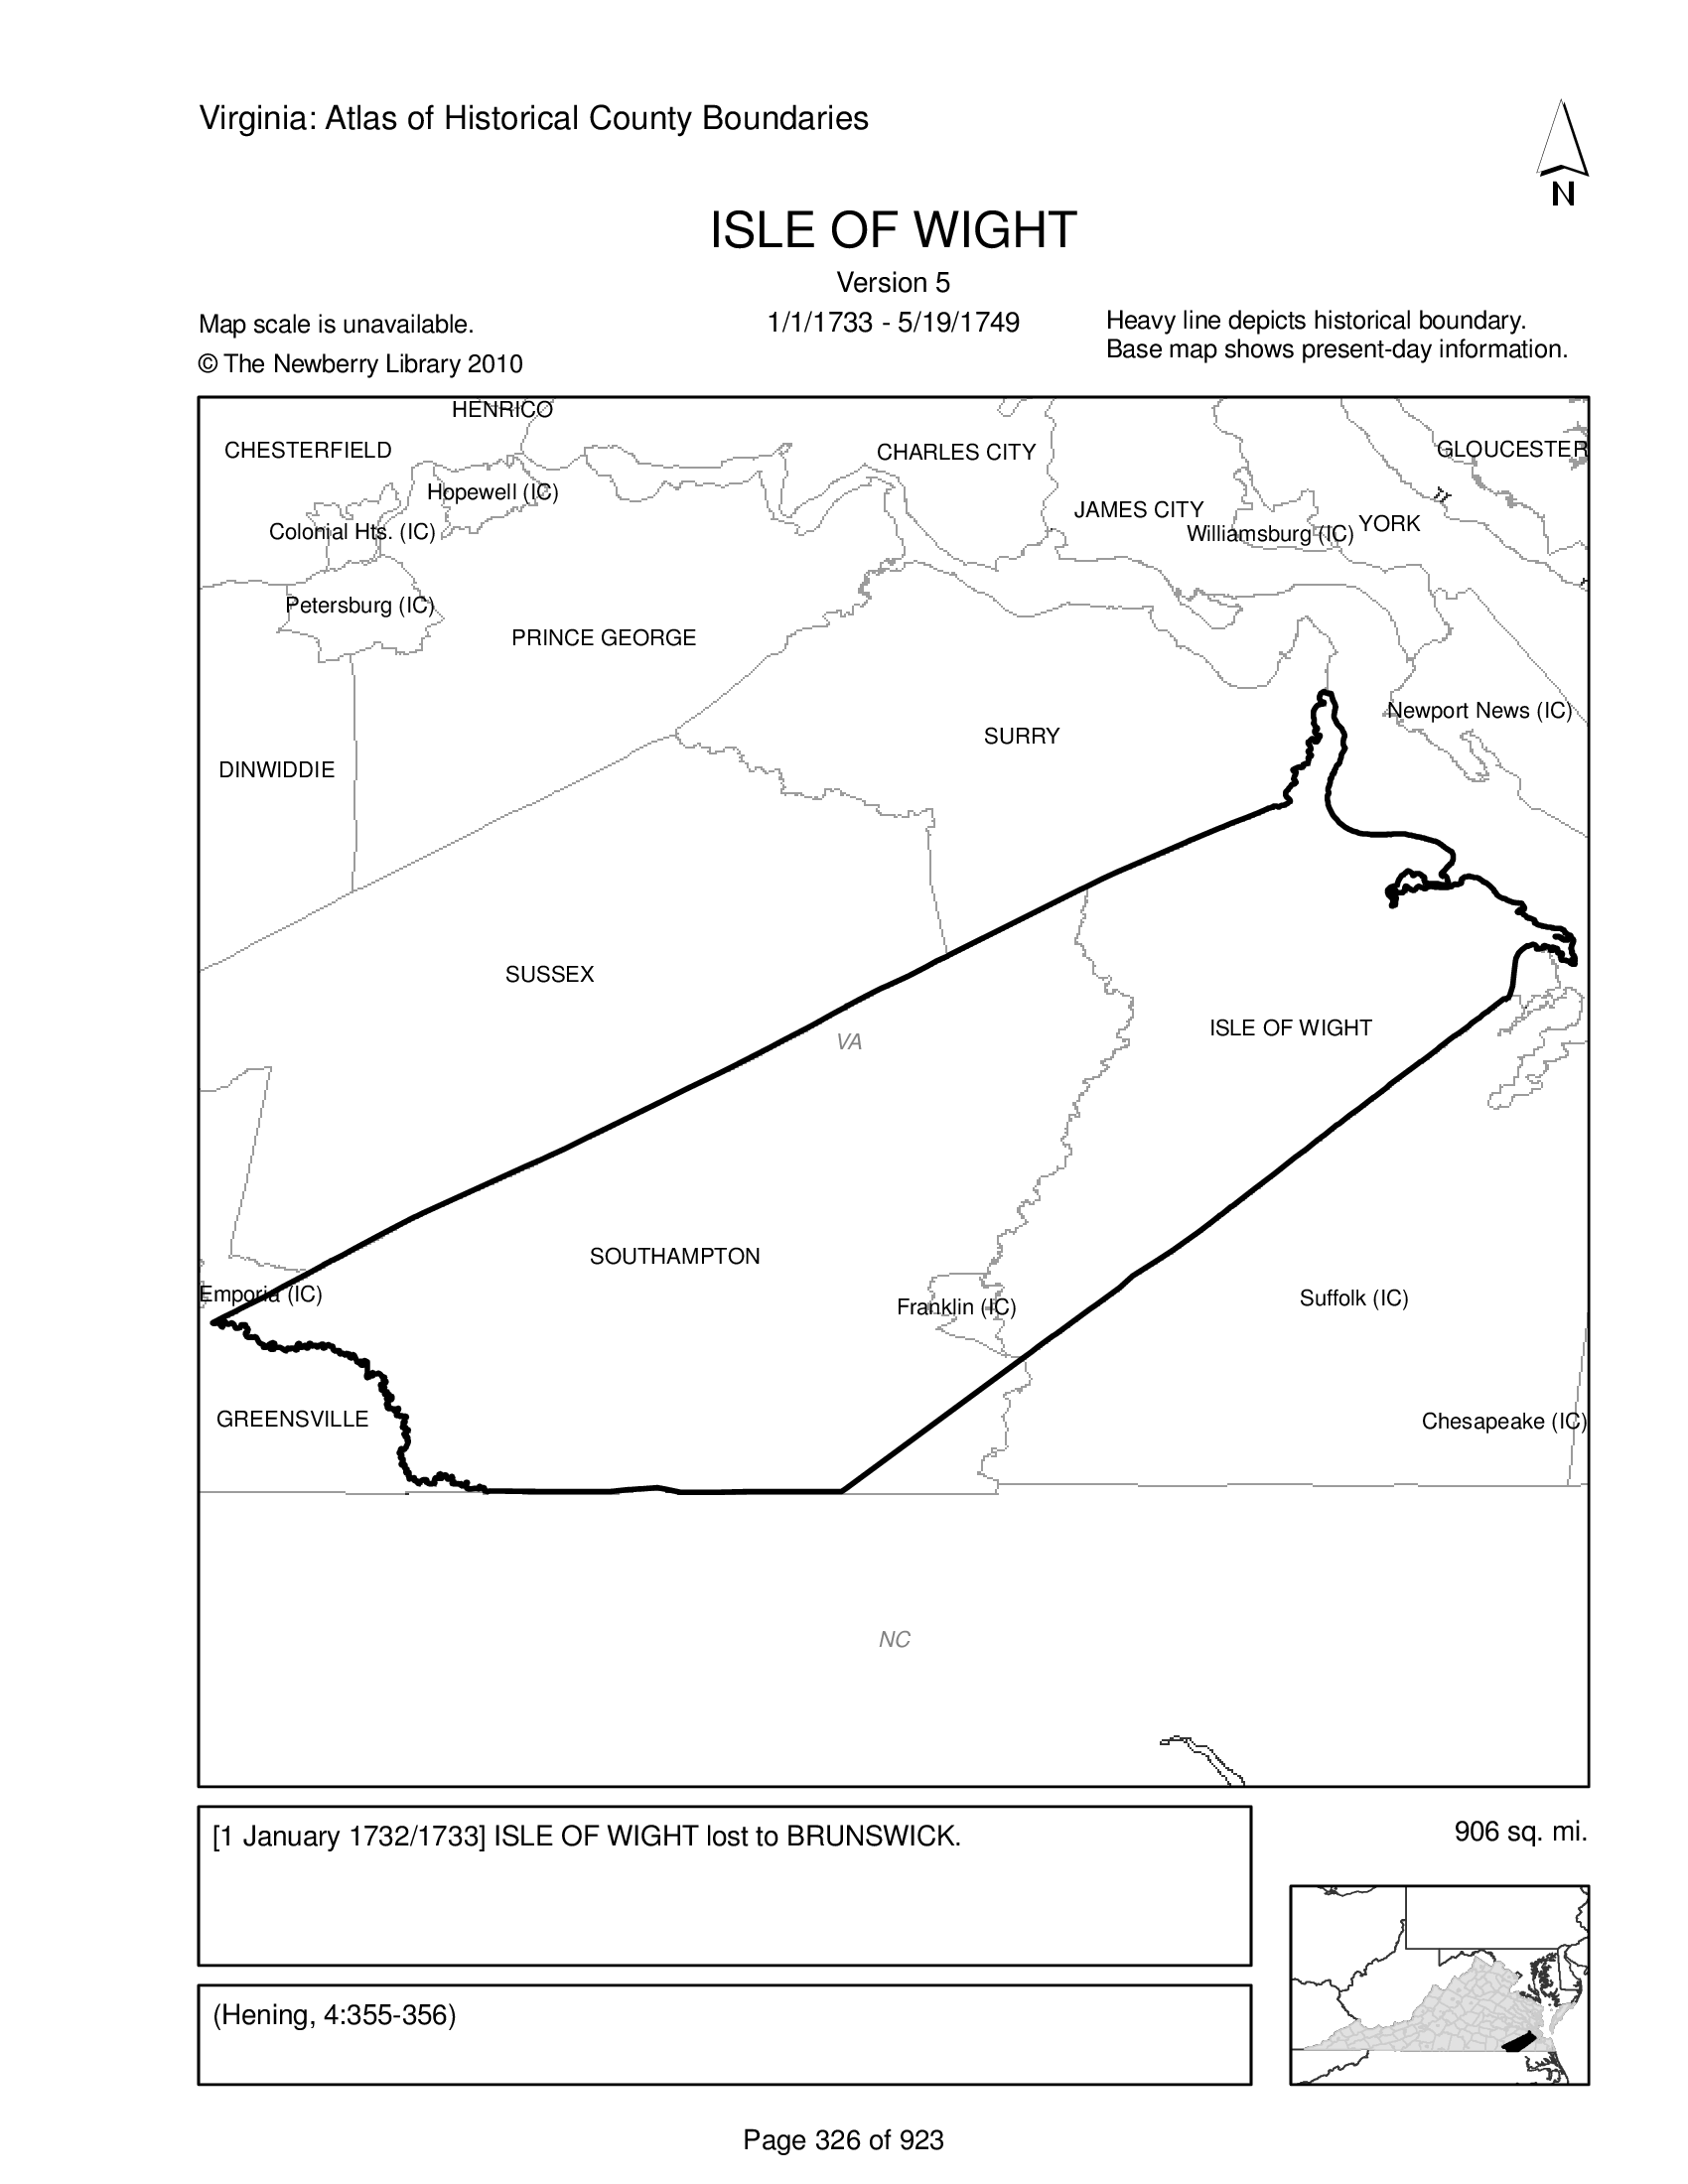 Virginia: Atlas of Historical County Boundaries
N
ISLE OF WIGHT
Version 5
1/1/1733 - 5/19/1749
Map scale is unavailable.
© The Newberry Library 2010
Heavy line depicts historical boundary.
Base map shows present-day information.
HENRICO
CHESTERFIELD
CHARLES CITY
GLOUCESTER
Hopewell (IC)
JAMES CITY
YORK
Colonial Hts. (IC)
Williamsburg (IC)
Petersburg (IC)
PRINCE GEORGE
Newport News (IC)
SURRY
DINWIDDIE
SUSSEX
ISLE OF WIGHT
VA
SOUTHAMPTON
Emporia (IC)
Franklin (IC)
Suffolk (IC)
GREENSVILLE
Chesapeake (IC)
NC
[1 January 1732/1733] ISLE OF WIGHT lost to BRUNSWICK.
906 sq. mi.
(Hening, 4:355-356)
Page 326 of 923